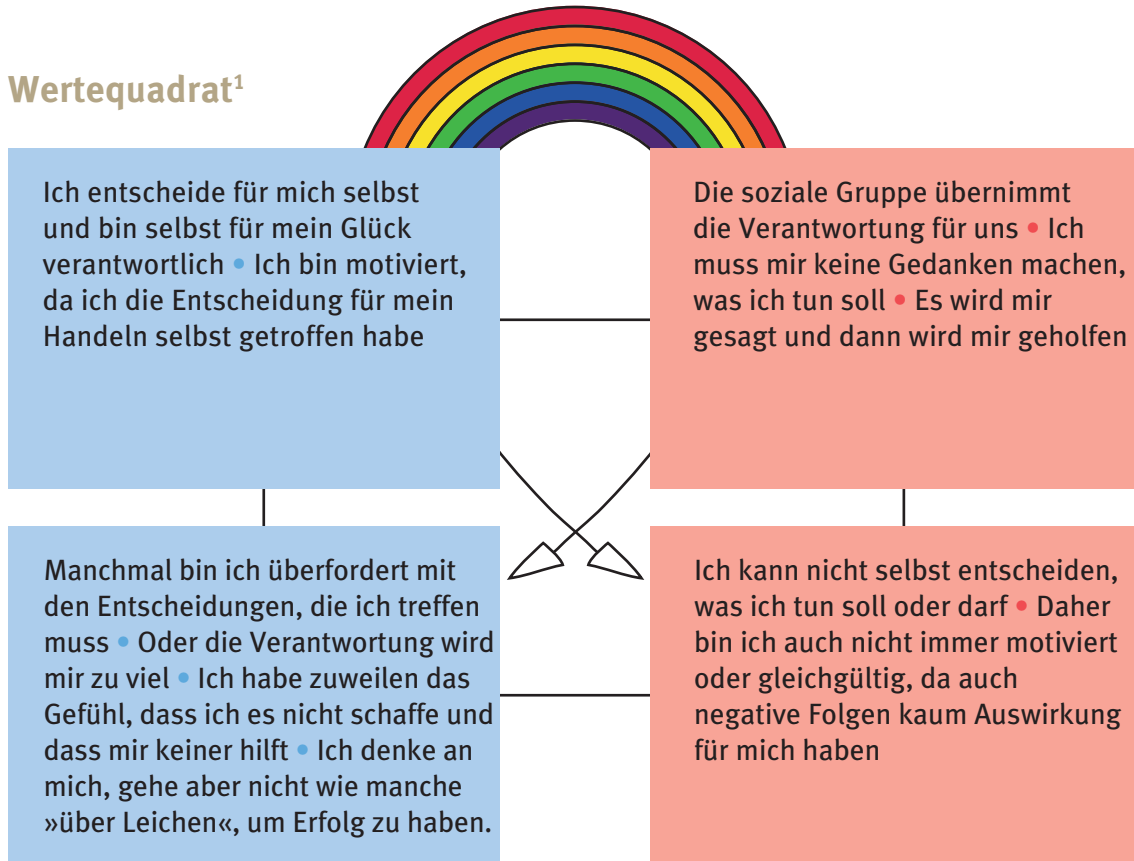 Wertequadrat¹
Ich entscheide für mich selbst
und bin selbst für mein Glück
verantwortlich • Ich bin motiviert,
da ich die Entscheidung für mein
Handeln selbst getroffen habe
Die soziale Gruppe übernimmt
die Verantwortung für uns • Ich
muss mir keine Gedanken machen,
was ich tun soll • Es wird mir
gesagt und dann wird mir geholfen
Manchmal bin ich überfordert mit
den Entscheidungen, die ich treffen
muss • Oder die Verantwortung wird
mir zu viel • Ich habe zuweilen das
Gefühl, dass ich es nicht schaffe und
dass mir keiner hilft • Ich denke an
mich, gehe aber nicht wie manche
»über Leichen«, um Erfolg zu haben.
Ich kann nicht selbst entscheiden,
was ich tun soll oder darf • Daher
bin ich auch nicht immer motiviert
oder gleichgültig, da auch
negative Folgen kaum Auswirkung
für mich haben